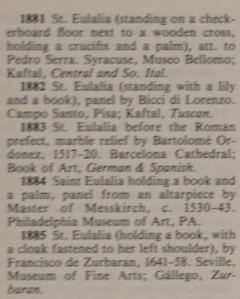 1881 St. Eulalia (standing on a check-
erboard floor next to a wooden cross,
holding a crucifix and a palm), att. to
Pedro Serra. Syracuse, Museo Bellomo;
Kaftal, Central and So. Ital.
1882 St. Eulalia (standing with a lily
and a book), panel by Bicci di Lorenzo.
Campo Santo, Pisa; Kaftal, Tuscan.
1883 St. Eulalia before the Roman
prefect, marble relief by Bartolomé Or-
donez, 1517-20. Barcelona Cathedral;
Book of Art, German & Spanish.
1884 Saint Eulalia holding a book and
a palm, panel from an altarpiece by
Master of Messkirch, c. 1530-43.
Philadelphia Museum of Art, PA.
1885 St. Eulalia (holding a book, with
a cloak fastened to her left shoulder), by
Francisco de Zurbaran, 1641-58. Seville,
Museum of Fine Arts; Gállego, Zur-
baran.